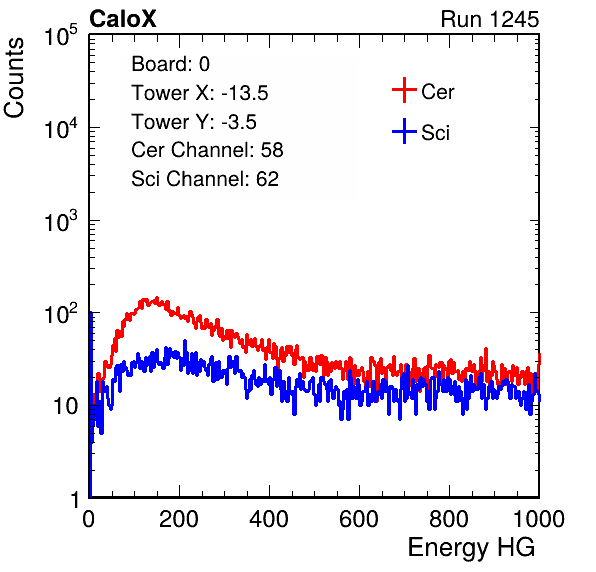 CaloX Run 1245
Counts
10^5
10^4
10^3
10^2
10
1
Board: 0
Tower X: -13.5
Tower Y: -3.5
Cer Channel: 58
Sci Channel: 62
Cer
Sci
0 200 400 600 800 1000
Energy HG